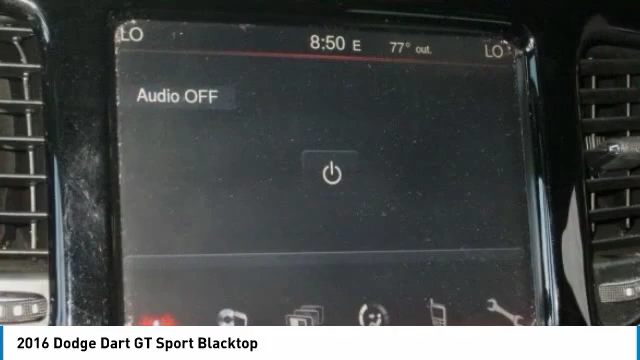 LO 8:50 E 77° out. LO
Audio OFF
2016 Dodge Dart GT Sport Blacktop